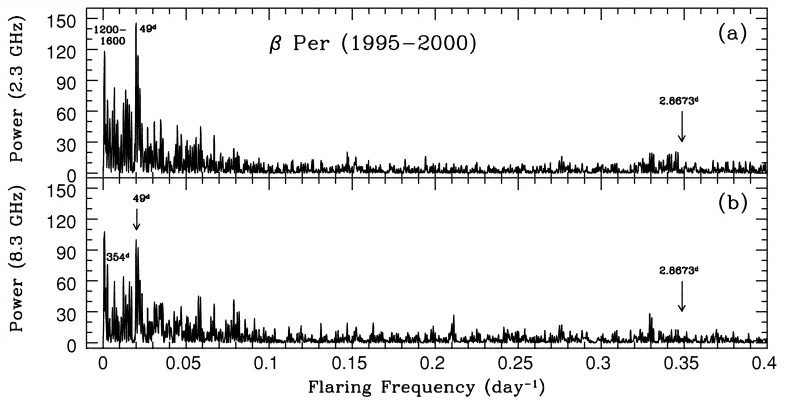 β Per (1995−2000)
(a)
Power (2.3 GHz)
150
120
90
60
30
0
1200−
1600
49ᵈ
2.8673ᵈ
(b)
Power (8.3 GHz)
150
120
90
60
30
0
354ᵈ
49ᵈ
2.8673ᵈ
0 0.05 0.1 0.15 0.2 0.25 0.3 0.35 0.4
Flaring Frequency (day⁻¹)